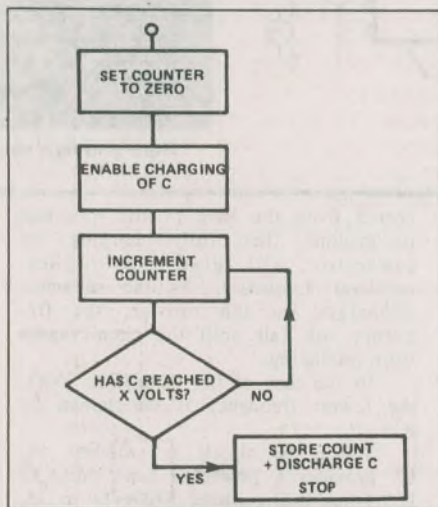 SET COUNTER
TO ZERO
ENABLE CHARGING
OF C
INCREMENT
COUNTER
HAS C REACHED
X VOLTS?
NO
YES
STORE COUNT
+ DISCHARGE C
STOP